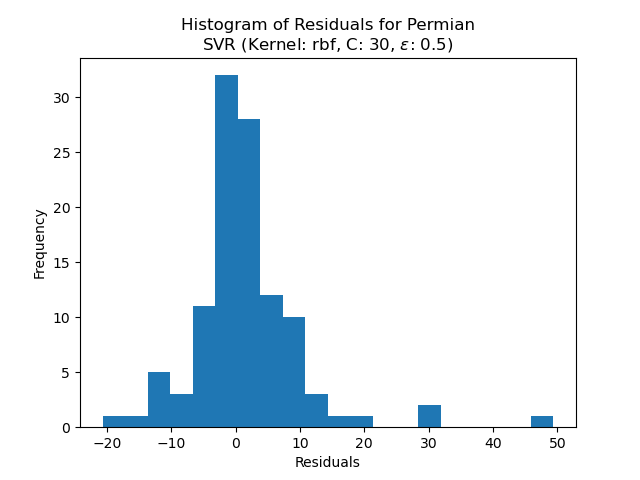 Histogram of Residuals for Permian
SVR (Kernel: rbf, C: 30, ε: 0.5)
30
25
20
15
10
5
0
Frequency
−20 −10 0 10 20 30 40 50
Residuals